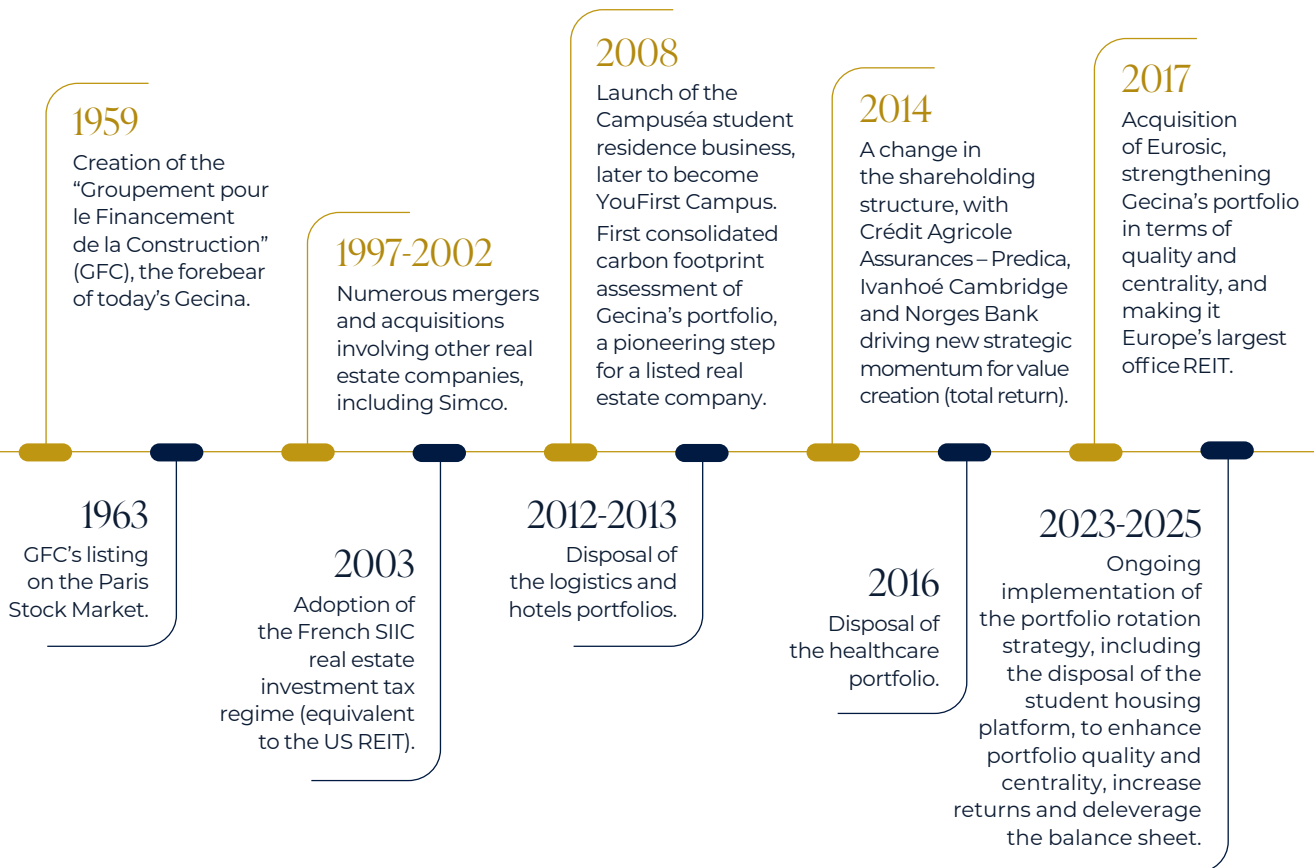 1959
Creation of the
“Groupement pour
le Financement
de la Construction”
(GFC), the forebear
of today’s Gecina.
1963
GFC’s listing
on the Paris
Stock Market.
1997-2002
Numerous mergers
and acquisitions
involving other real
estate companies,
including Simco.
2003
Adoption of
the French SIIC
real estate
investment tax
regime (equivalent
to the US REIT).
2008
Launch of the
Campuséa student
residence business,
later to become
YouFirst Campus.
First consolidated
carbon footprint
assessment of
Gecina’s portfolio,
a pioneering step
for a listed real
estate company.
2012-2013
Disposal of
the logistics and
hotels portfolios.
2014
A change in
the shareholding
structure, with
Crédit Agricole
Assurances – Predica,
Ivanhoé Cambridge
and Norges Bank
driving new strategic
momentum for value
creation (total return).
2016
Disposal of
the healthcare
portfolio.
2017
Acquisition
of Eurosic,
strengthening
Gecina’s portfolio
in terms of
quality and
centrality, and
making it
Europe’s largest
office REIT.
2023-2025
Ongoing
implementation of
the portfolio rotation
strategy, including
the disposal of the
student housing
platform, to enhance
portfolio quality and
centrality, increase
returns and deleverage
the balance sheet.